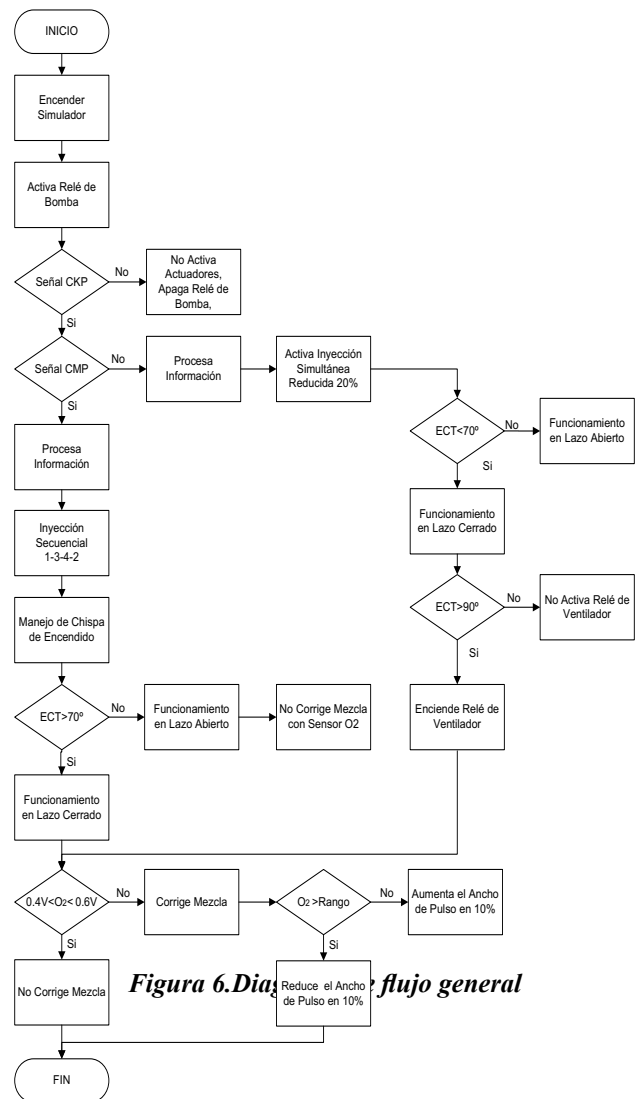 INICIO
Encender
Simulador
Activa Relé de
Bomba
Señal CKP
No
No Activa
Actuadores,
Apaga Relé de
Bomba,
Si
Señal CMP
No
Procesa
Información
Activa Inyección
Simultánea
Reducida 20%
Si
ECT<70º
No
Funcionamiento
en Lazo Abierto
Si
Procesa
Información
Funcionamiento
en Lazo Cerrado
Inyección
Secuencial
1-3-4-2
ECT>90º
No
No Activa Relé de
Ventilador
Si
Manejo de Chispa
de Encendido
Enciende Relé de
Ventilador
ECT>70º
No
Funcionamiento
en Lazo Abierto
No Corrige Mezcla
con Sensor O2
Si
Funcionamiento
en Lazo Cerrado
0.4V<O2<0.6V
No
Corrige Mezcla
O2 >Rango
No
Aumenta el Ancho
de Pulso en 10%
Si
Si
No Corrige Mezcla
Reduce el Ancho
de Pulso en 10%
Figura 6.Diag flujo general
FIN